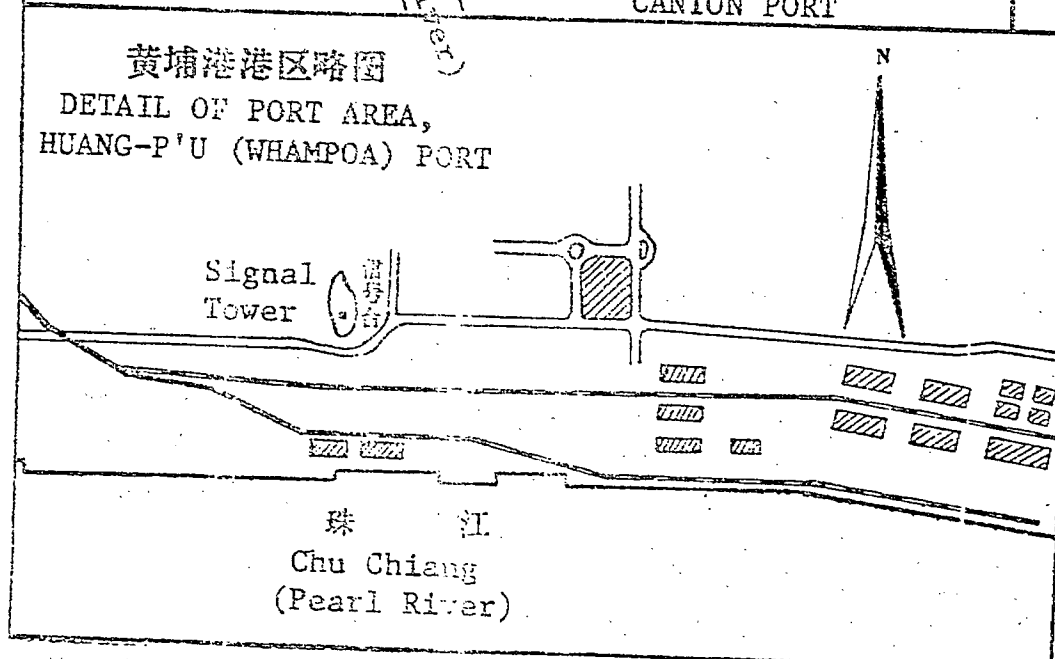 CANTON PORT
黄埔港港区略图
DETAIL OF PORT AREA,
HUANG-P'U (WHAMPOA) PORT
N
Signal
Tower
信号台
珠 江
Chu Chiang
(Pearl River)